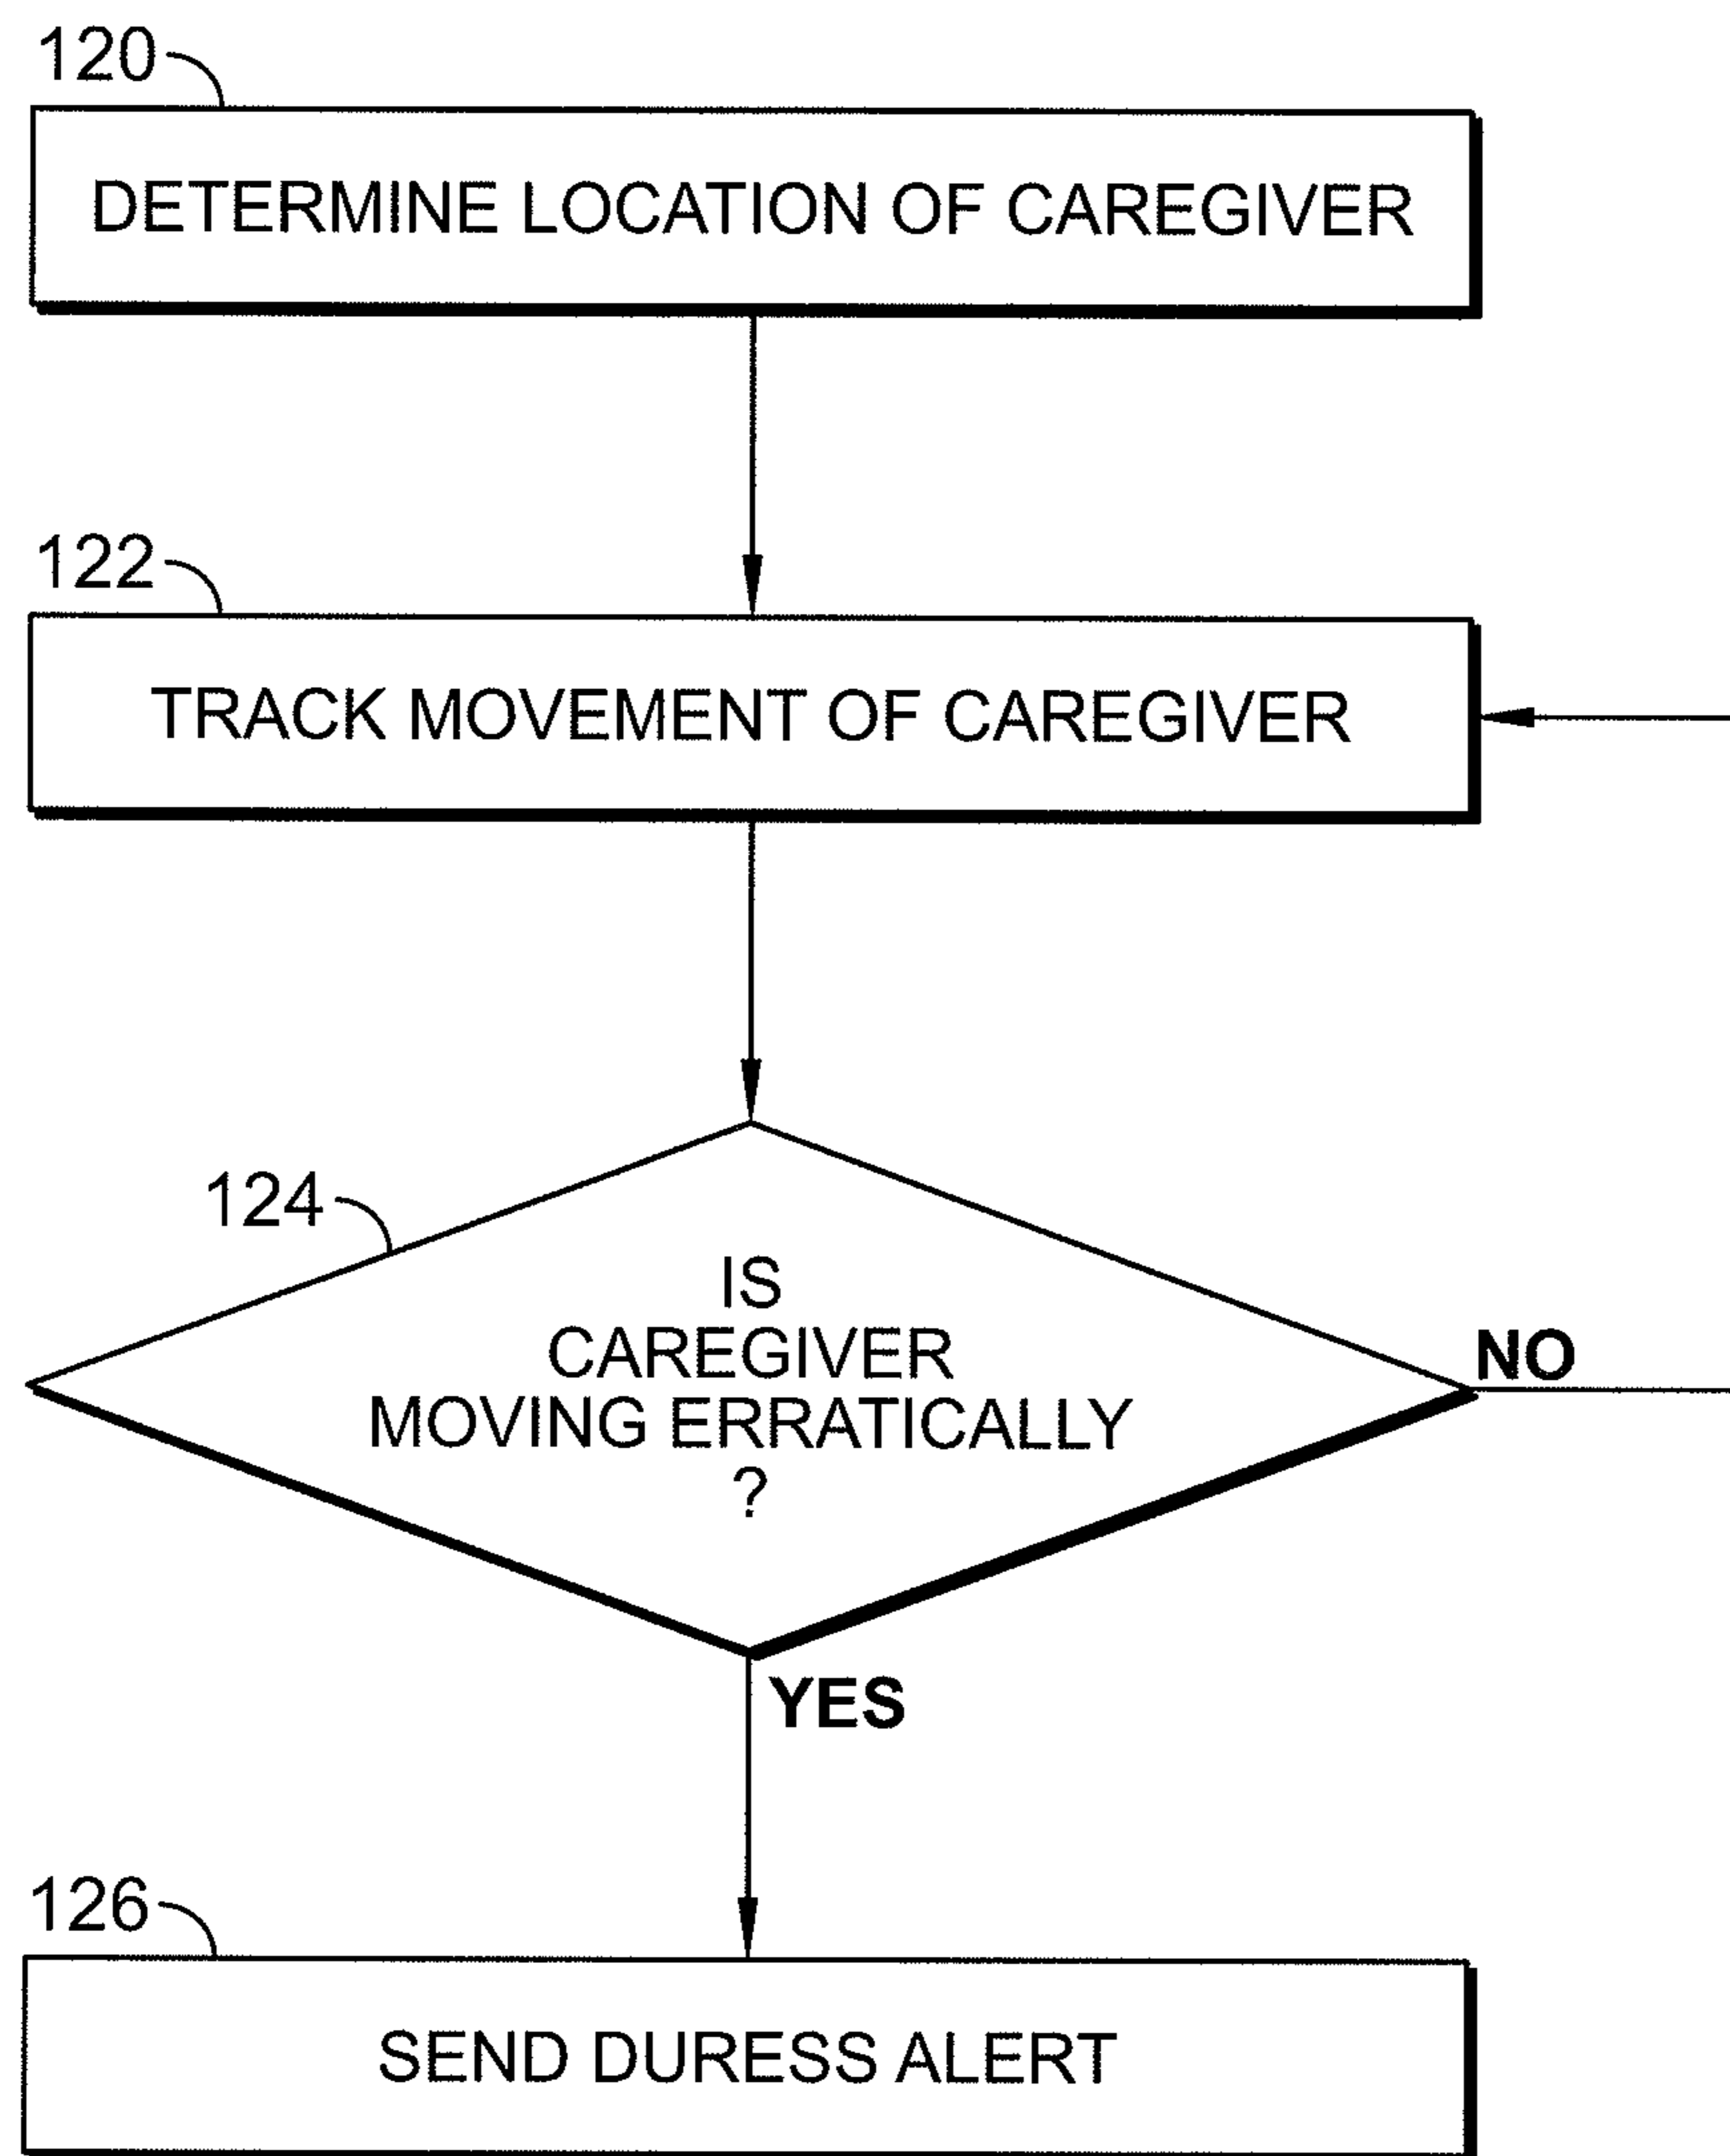 120
DETERMINE LOCATION OF CAREGIVER
122
TRACK MOVEMENT OF CAREGIVER
124
IS
CAREGIVER
MOVING ERRATICALLY
?
NO
YES
126
SEND DURESS ALERT